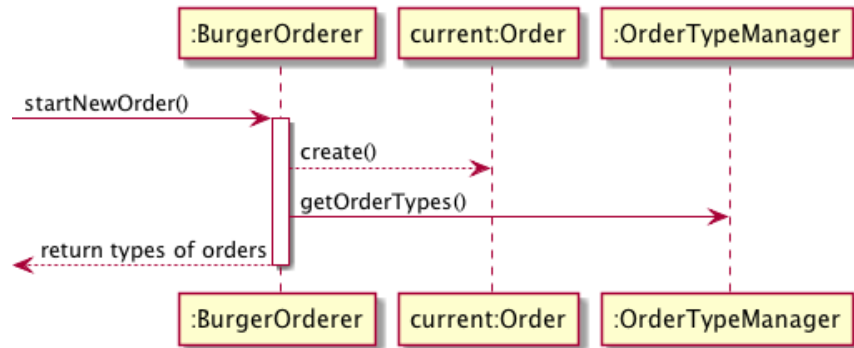 :BurgerOrderer
current:Order
:OrderTypeManager
startNewOrder()
create()
getOrderTypes()
return types of orders
:BurgerOrderer
current:Order
:OrderTypeManager